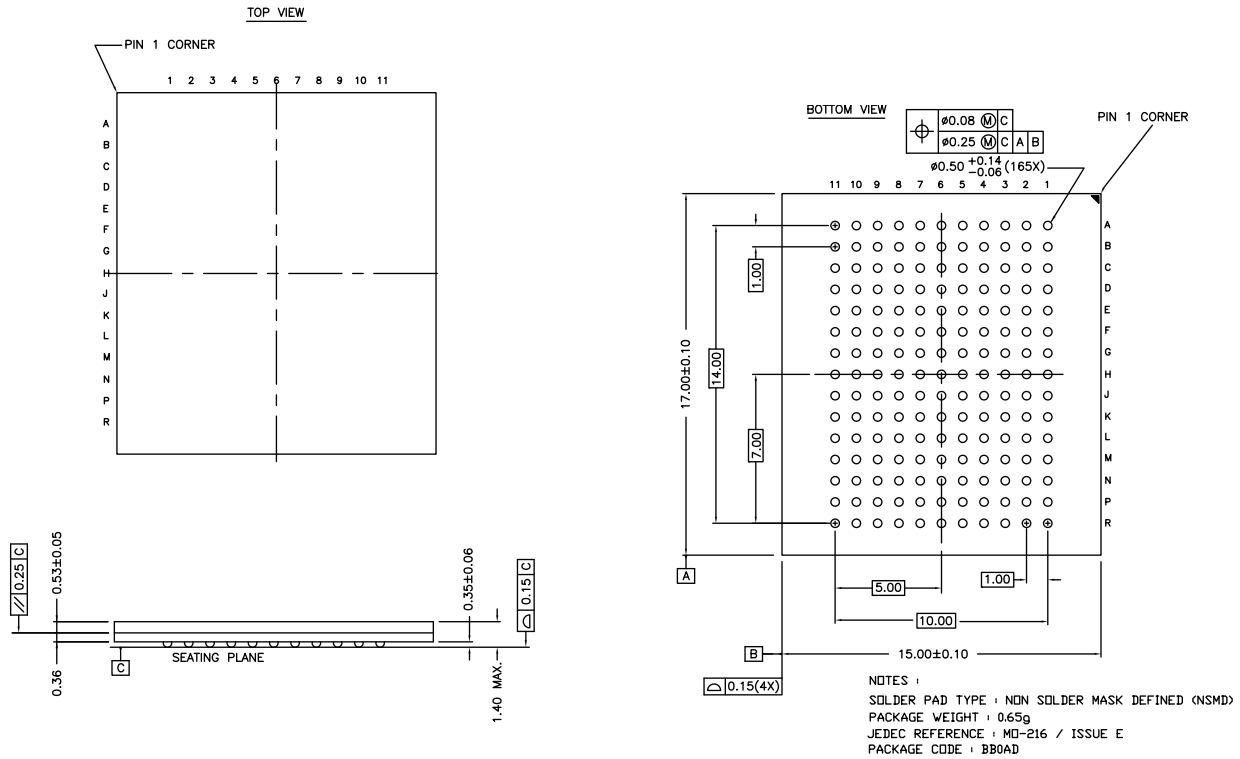 TOP VIEW
PIN 1 CORNER
1 2 3 4 5 6 7 8 9 10 11
A
B
C
D
E
F
G
H
J
K
L
M
N
P
R
BOTTOM VIEW
ø0.08 Ⓜ C
ø0.25 Ⓜ C A B
PIN 1 CORNER
ø0.50 +0.14 -0.06 (165X)
11 10 9 8 7 6 5 4 3 2 1
A
B
C
D
E
F
G
H
J
K
L
M
N
P
R
1.00
14.00
17.00±0.10
7.00
A
5.00
1.00
10.00
B
15.00±0.10
0.15(4X)
// 0.25 C
0.53±0.05
0.36
C
SEATING PLANE
0.35±0.06
0.15 C
1.40 MAX.
NOTES :
SOLDER PAD TYPE : NON SOLDER MASK DEFINED (NSMD)
PACKAGE WEIGHT : 0.65g
JEDEC REFERENCE : MO-216 / ISSUE E
PACKAGE CODE : BB0AD